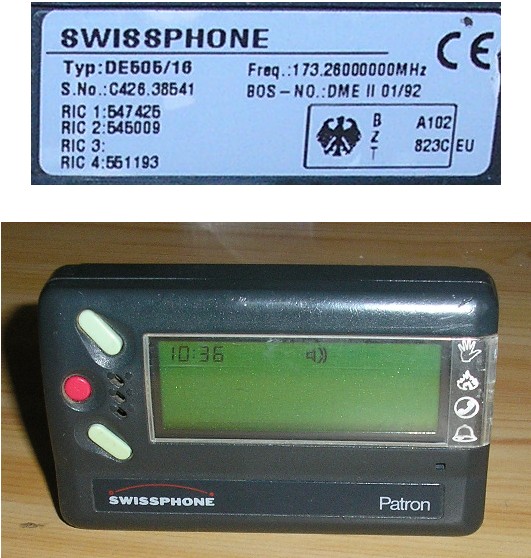 SWISSPHONE
Typ:DE505/16
Freq.:173.26000000MHz
S.No.:C426.38541
BOS-NO.:DME II 01/92
CE
RIC 1:547425
RIC 2:545009
RIC 3:
RIC 4:551193
BZT
A102
823C EU
10:36
SWISSPHONE
Patron